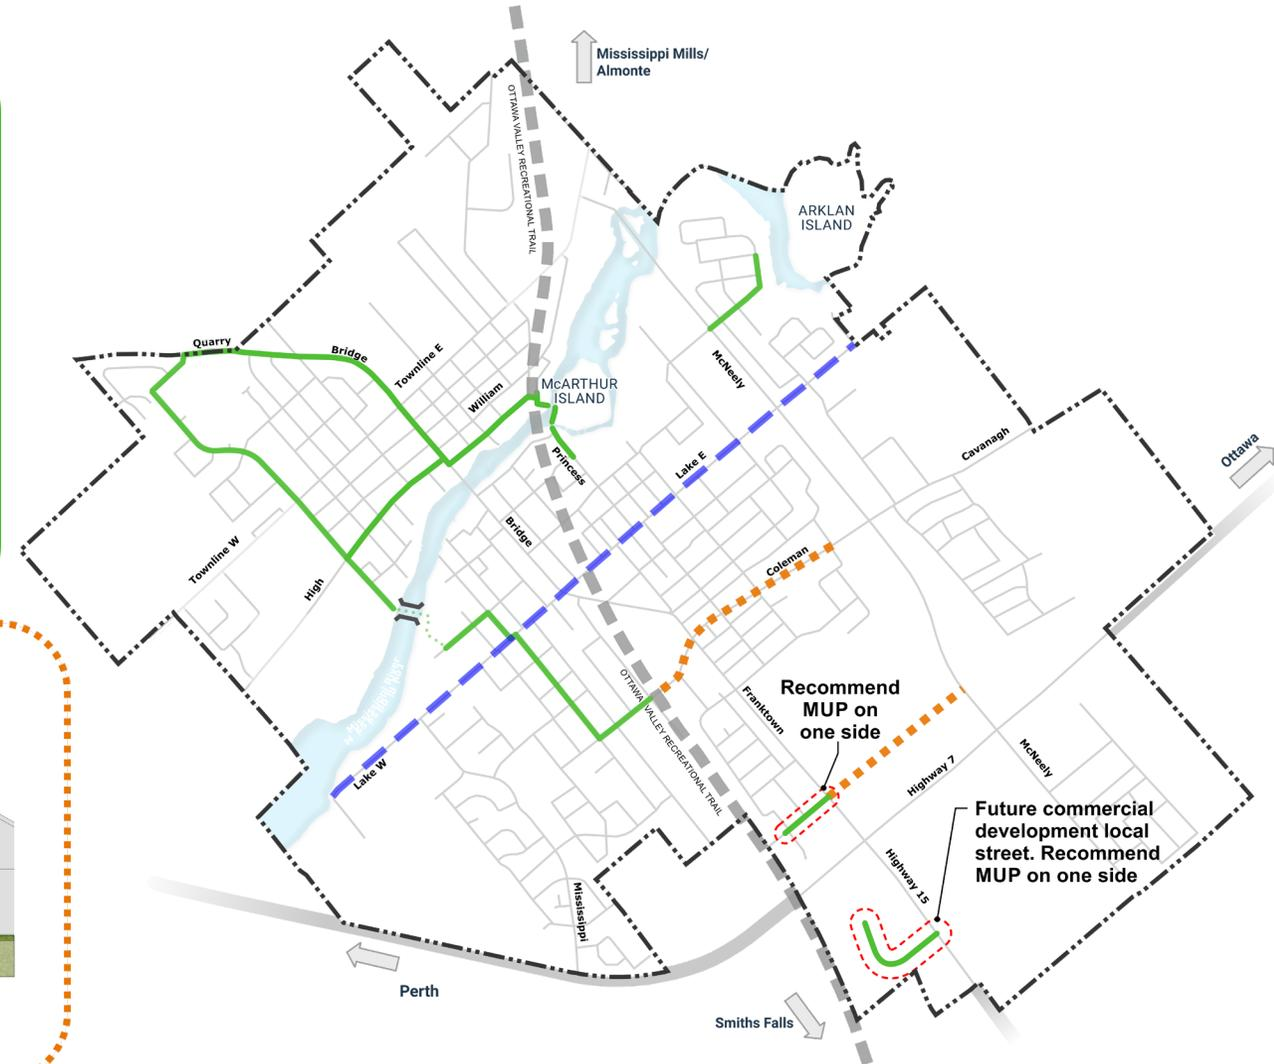 Mississippi Mills/
Almonte
OTTAWA VALLEY RECREATIONAL TRAIL
ARKLAN
ISLAND
Quarry
Bridge
Townline E
William
McARTHUR
ISLAND
McNeely
Princess
Lake E
Cavanagh
Ottawa
Bridge
Townline W
High
Coleman
OTTAWA VALLEY RECREATIONAL TRAIL
Franktown
Recommend
MUP on
one side
Lake W
Highway 7
McNeely
Future commercial
development local
street. Recommend
MUP on one side
Highway 15
Mississippi
Perth
Smiths Falls